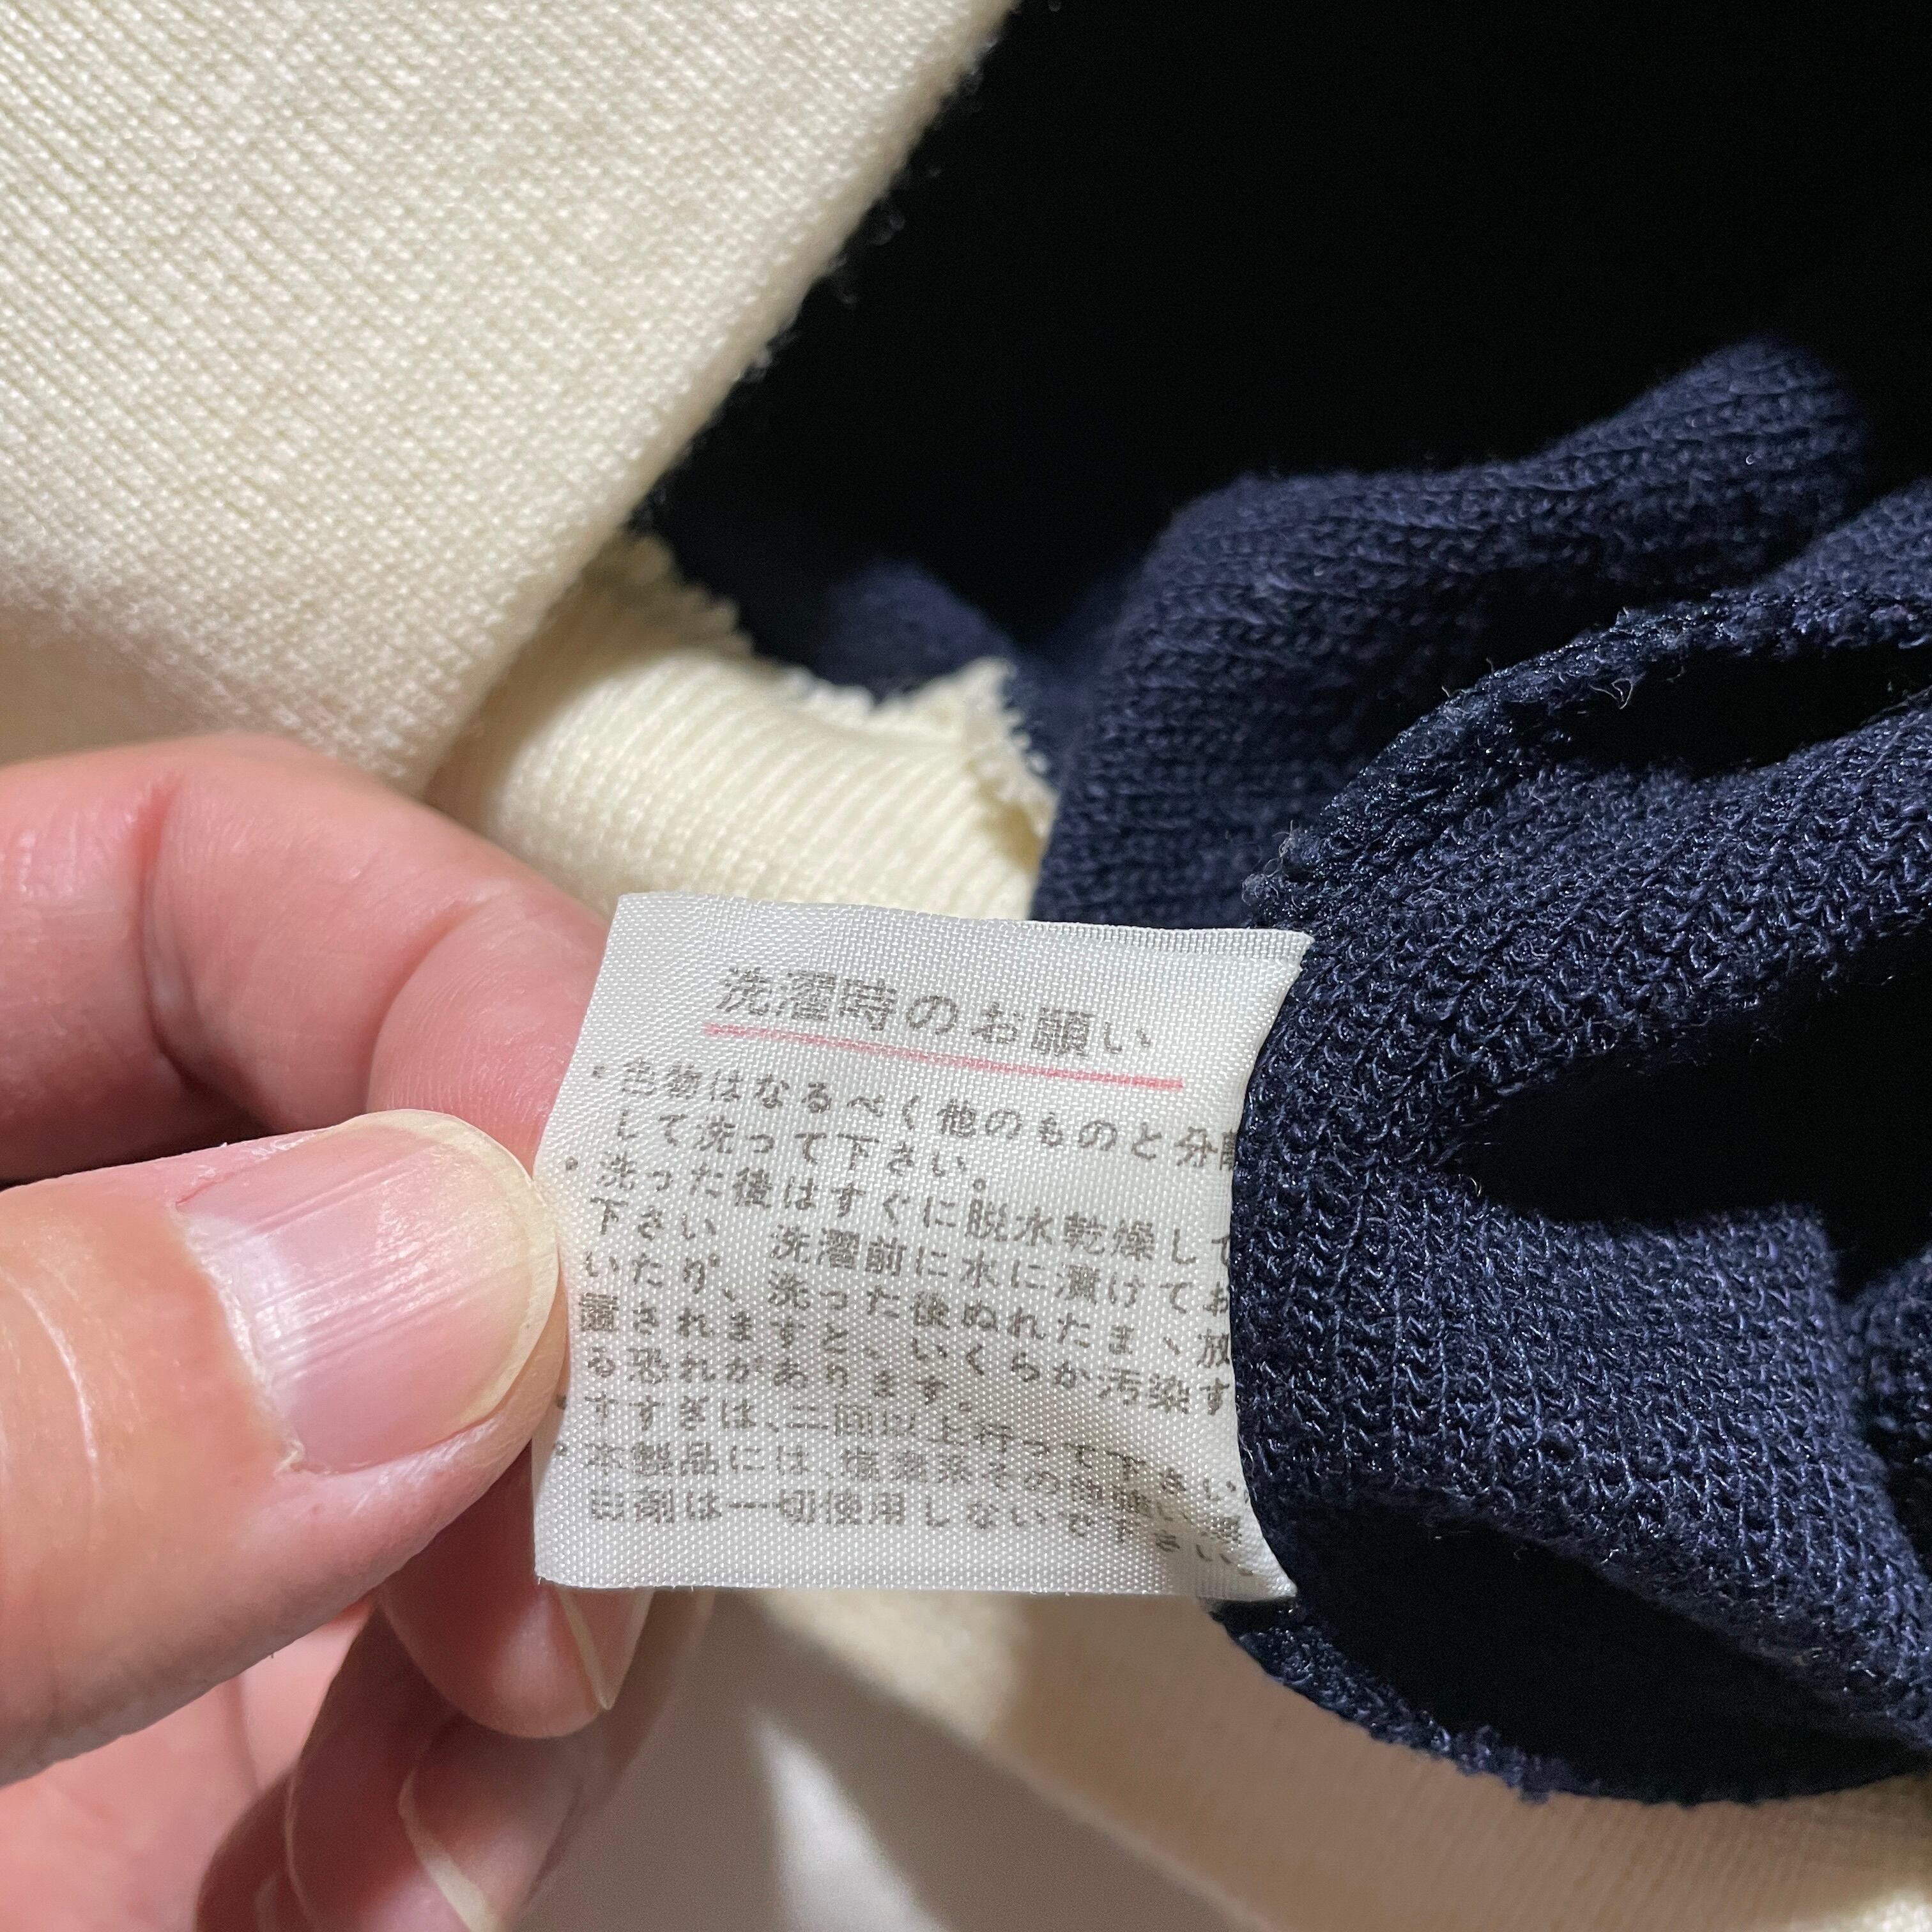 洗濯時のお願い
・色物はなるべく他のものと分離
して洗って下さい。
・洗った後はすぐに脱水乾燥して
下さい、洗濯前に水に漬けてお
いたり、洗った後ぬれたまゝ放
置されますと、いくらか汚染す
る恐れがあります。
・すすぎは、二回以上行って下さい。
・本製品には、塩素系その他
白剤は一切使用しないで下さい。